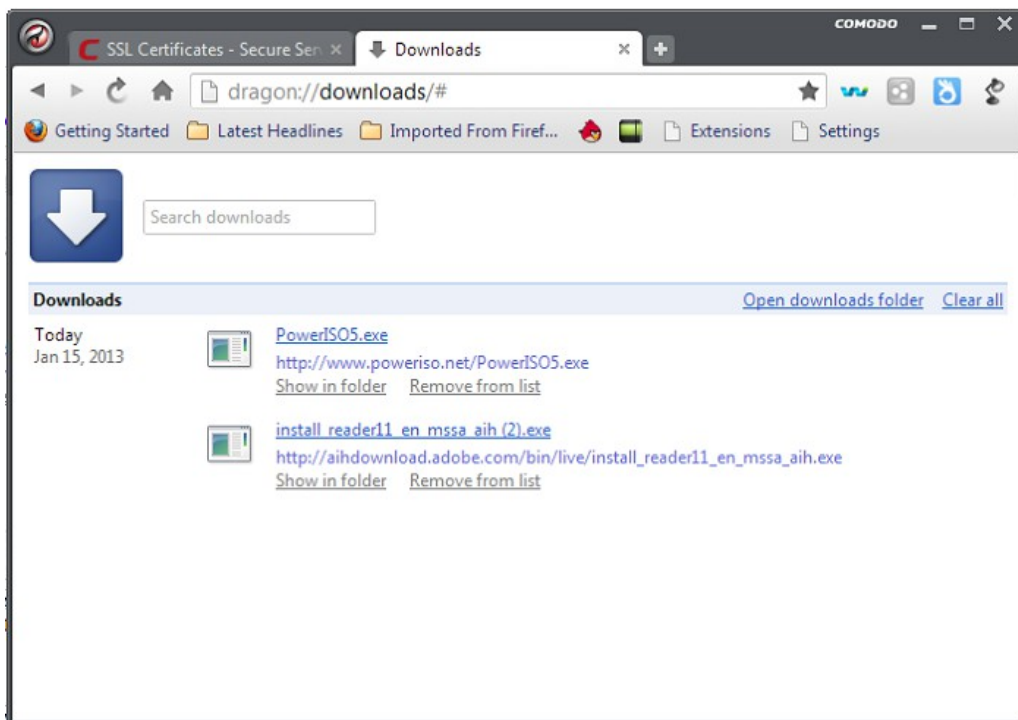 COMODO
SSL Certificates - Secure Ser
Downloads
dragon://downloads/#
Getting Started Latest Headlines Imported From Firef... Extensions Settings
Search downloads
Downloads Open downloads folder Clear all
Today PowerISO5.exe
Jan 15, 2013 http://www.poweriso.net/PowerISO5.exe
Show in folder Remove from list
install_reader11_en_mssa_aih (2).exe
http://aihdownload.adobe.com/bin/live/install_reader11_en_mssa_aih.exe
Show in folder Remove from list